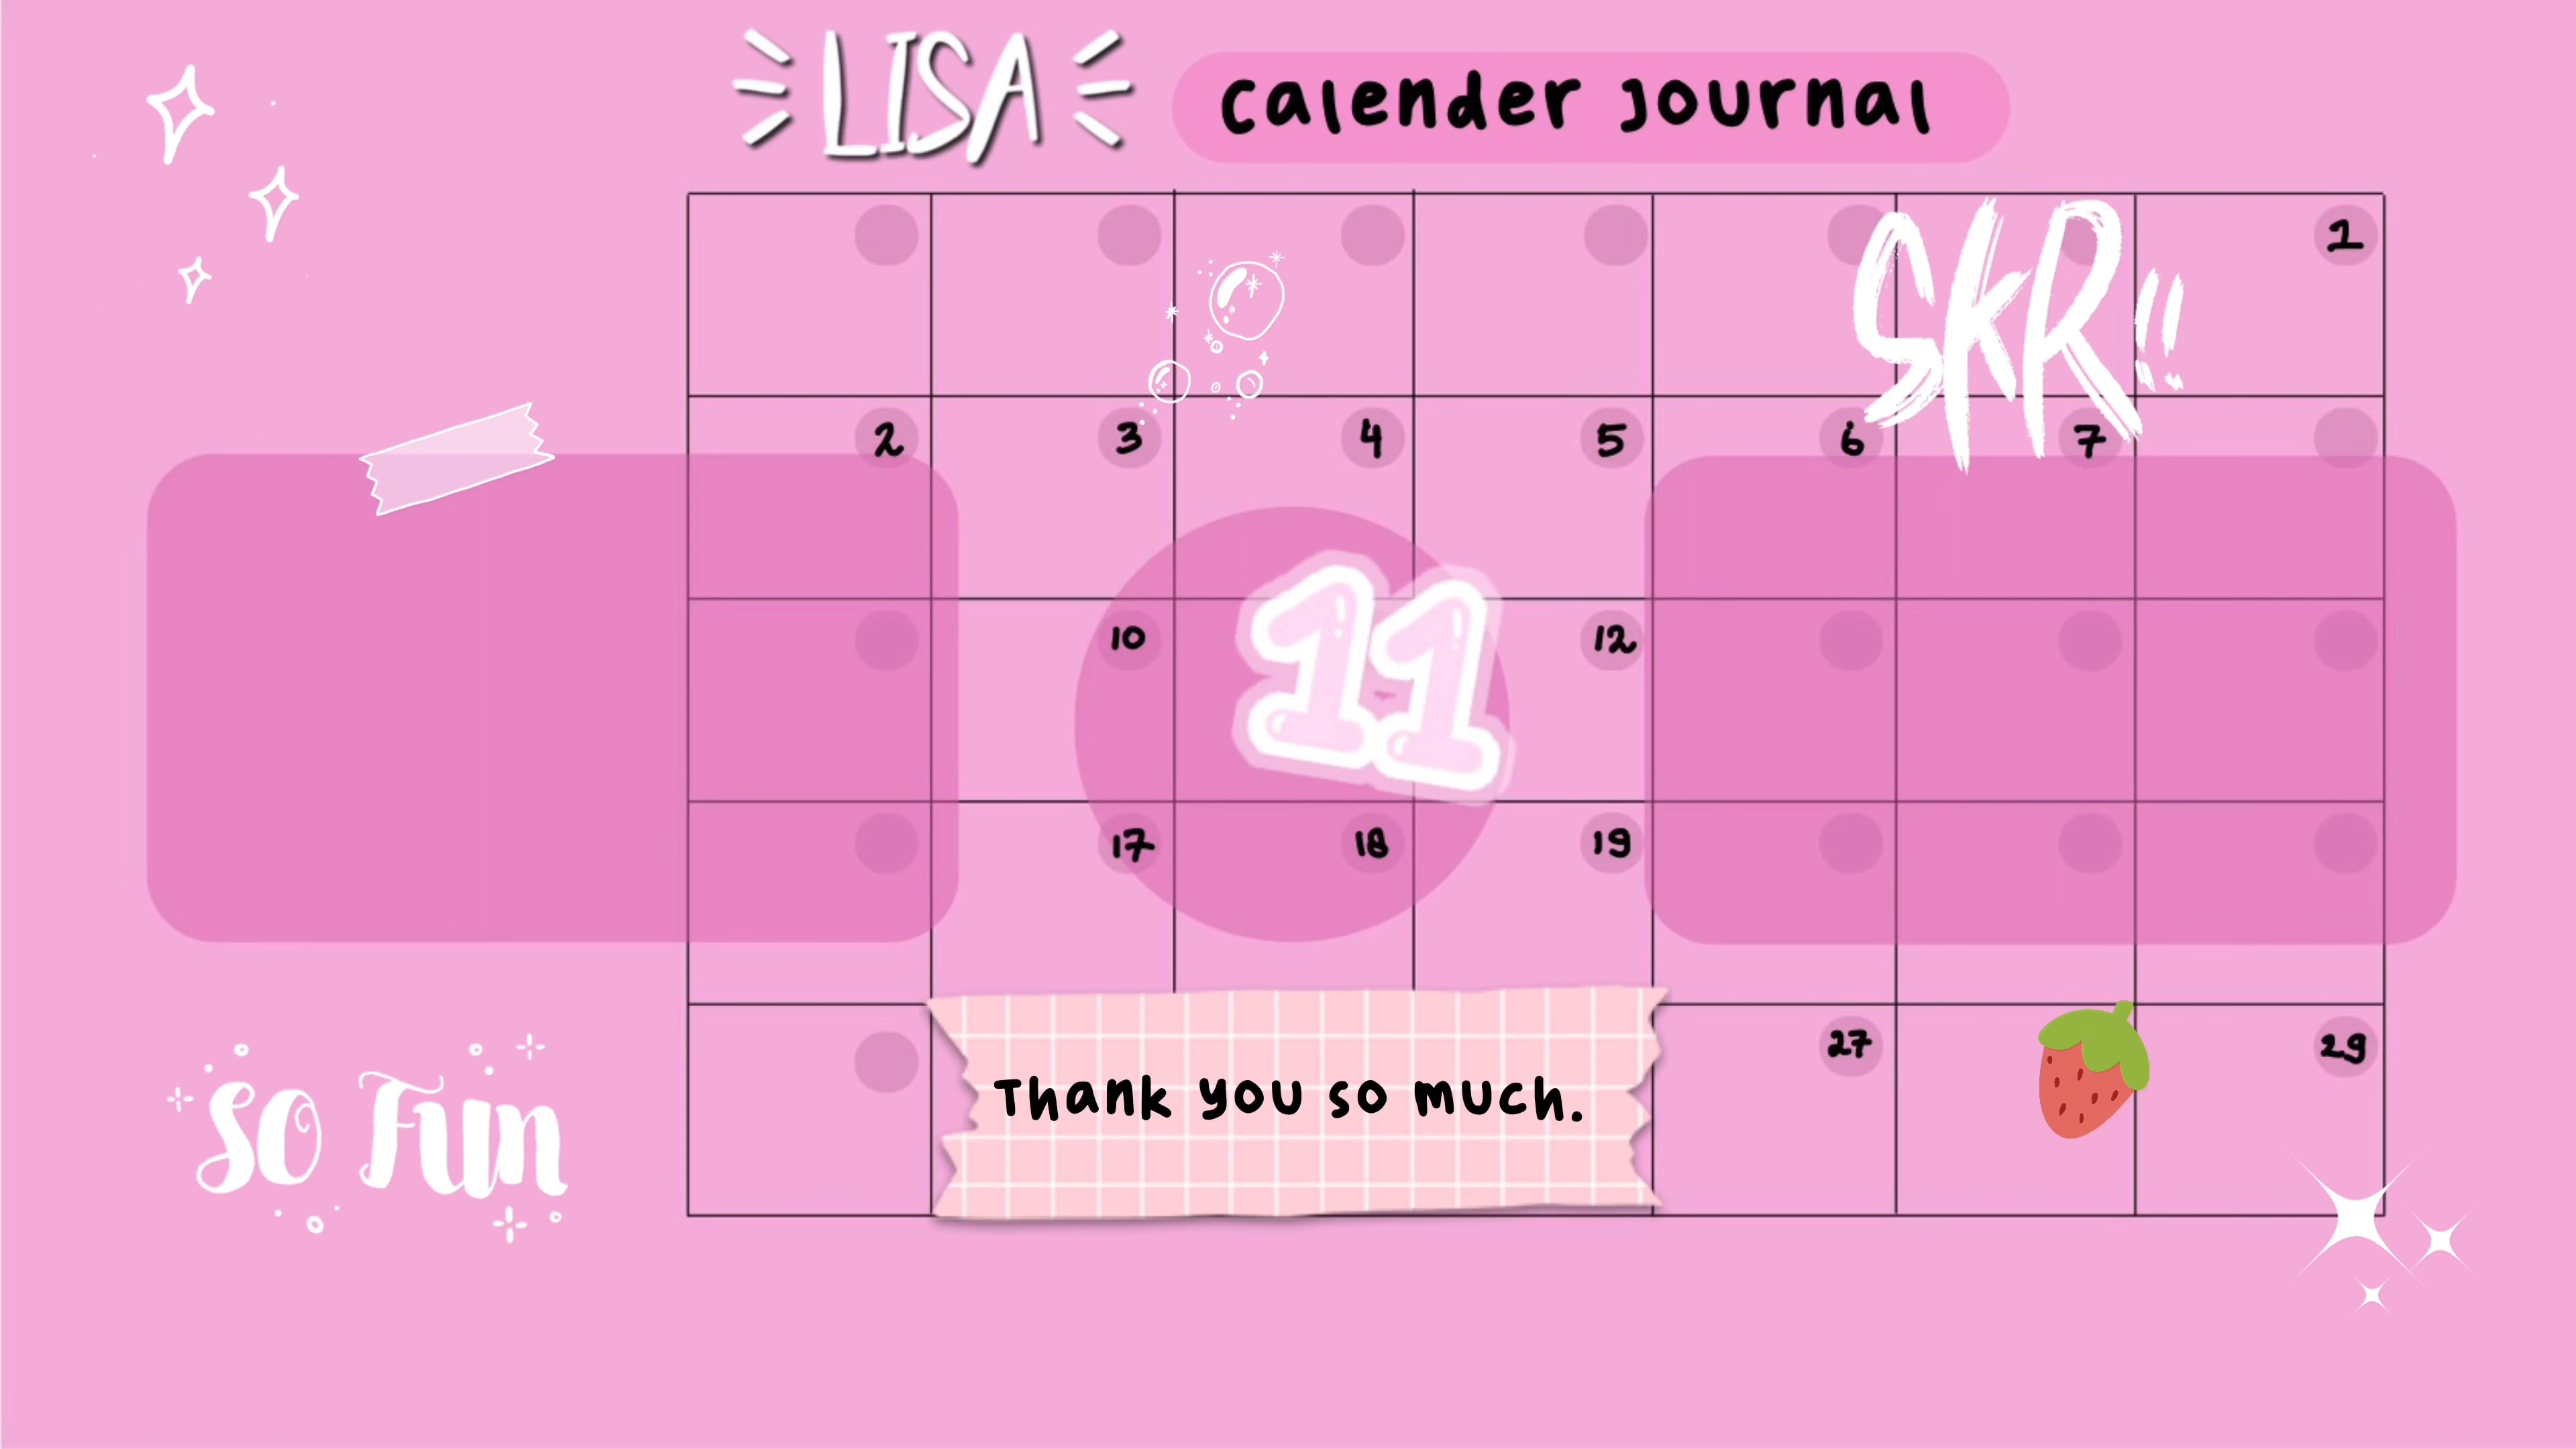 LISA calender Journal
SKR!!
1
2 3 4 5 6 7
10 11 12
17 18 19
Thank you so much. 27 29
So Fun